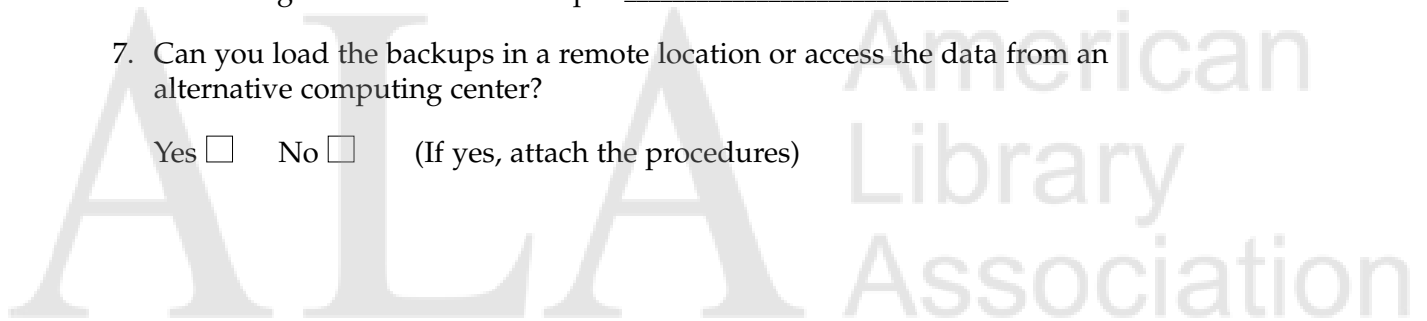 7. Can you load the backups in a remote location or access the data from an
alternative computing center?
Yes □ No □ (If yes, attach the procedures)
ALA American
Library
Association